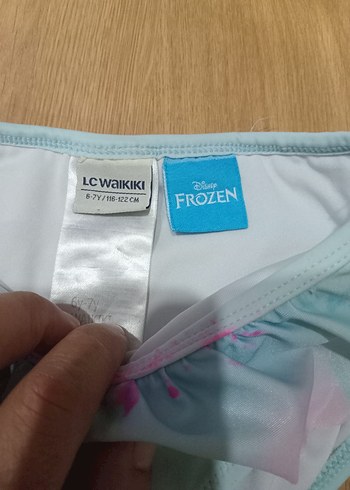 LC WAIKIKI
6-7Y / 116-122 CM
Disney
FROZEN